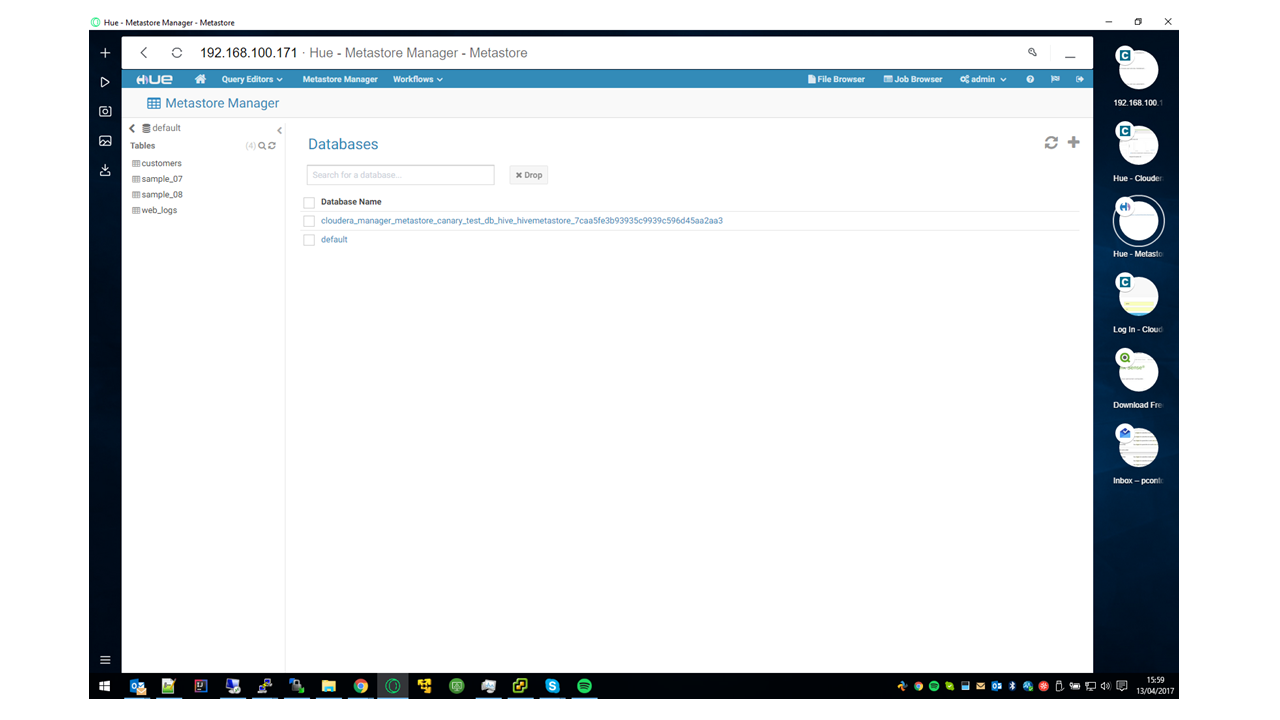 Hue - Metastore Manager - Metastore
192.168.100.171 · Hue - Metastore Manager - Metastore
HUE Query Editors Metastore Manager Workflows File Browser Job Browser admin
Metastore Manager
default
Tables (4)
customers
sample_07
sample_08
web_logs
Databases
Search for a database...
Drop
Database Name
cloudera_manager_metastore_canary_test_db_hive_hivemetastore_7caa5fe3b93935c9939c596d45aa2aa3
default
192.168.100.1
Hue - Clouder
Hue - Metasto
Log In - Cloud
Download Fre
Inbox – pconl
15:59
13/04/2017